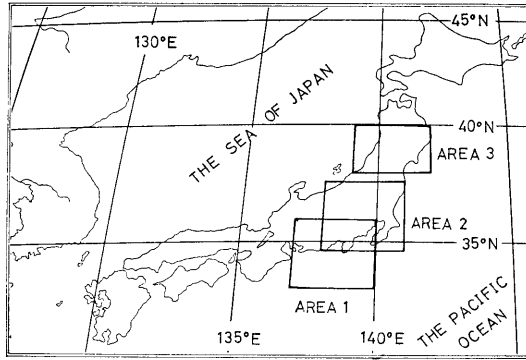 45°N
130°E
THE SEA OF JAPAN
40°N
AREA 3
AREA 2
35°N
AREA 1
135°E
140°E
THE PACIFIC
OCEAN